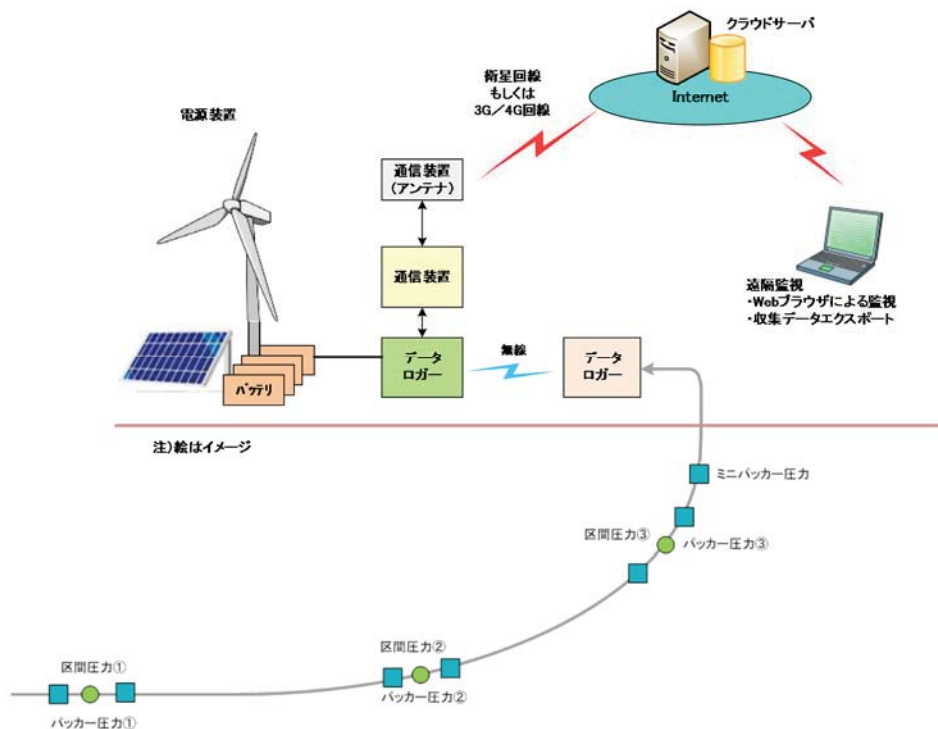 クラウドサーバ
Internet
衛星回線
もしくは
3G／4G回線
電源装置
通信装置
(アンテナ)
通信装置
遠隔監視
・Webブラウザによる監視
・収集データエクスポート
データ
ロガー
無線
データ
ロガー
バッテリ
注)絵はイメージ
ミニパッカー圧力
区間圧力③
パッカー圧力③
区間圧力②
パッカー圧力②
区間圧力①
パッカー圧力①